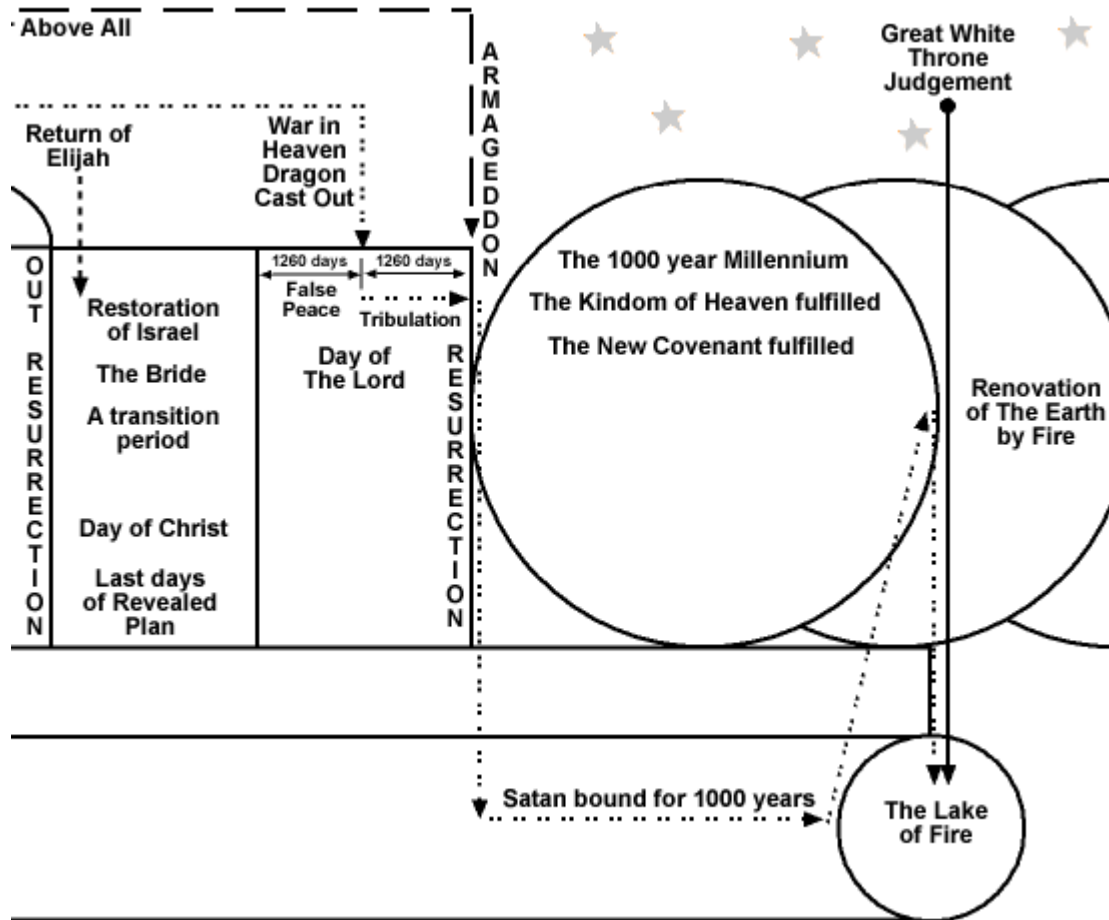 Above All
Great White
Throne
Judgement
ARMAGEDDON
Return of
Elijah
War in
Heaven
Dragon
Cast Out
OUT RESURRECTION
1260 days
1260 days
False
Peace
Tribulation
Restoration
of Israel
The Bride
A transition
period
Day of Christ
Last days
of Revealed
Plan
Day of
The Lord
RESURRECTION
The 1000 year Millennium
The Kindom of Heaven fulfilled
The New Covenant fulfilled
Renovation
of The Earth
by Fire
Satan bound for 1000 years
The Lake
of Fire